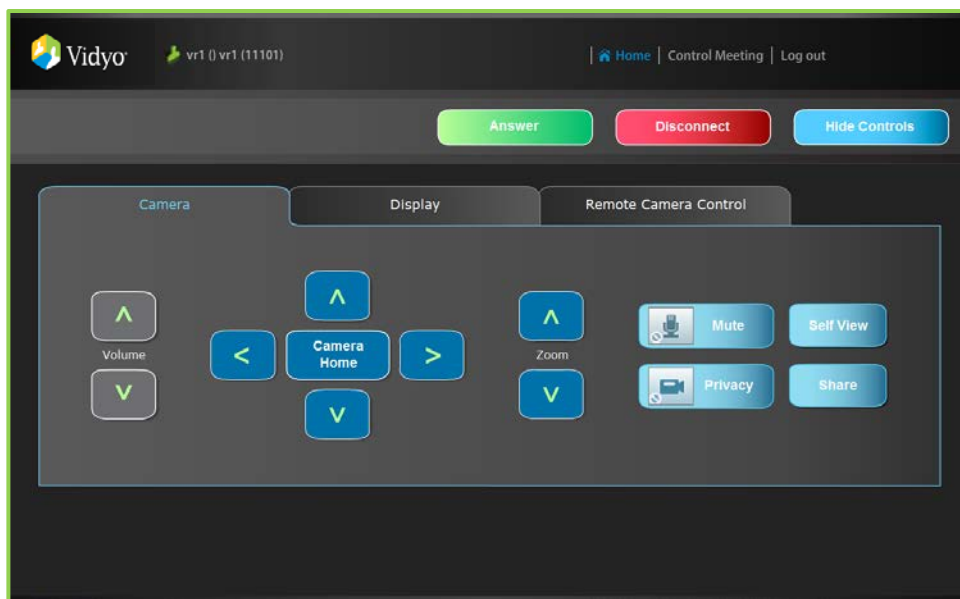 Vidyo
vr1 () vr1 (11101)
Home | Control Meeting | Log out
Answer
Disconnect
Hide Controls
Camera
Display
Remote Camera Control
Volume
Camera
Home
Zoom
Mute
Self View
Privacy
Share